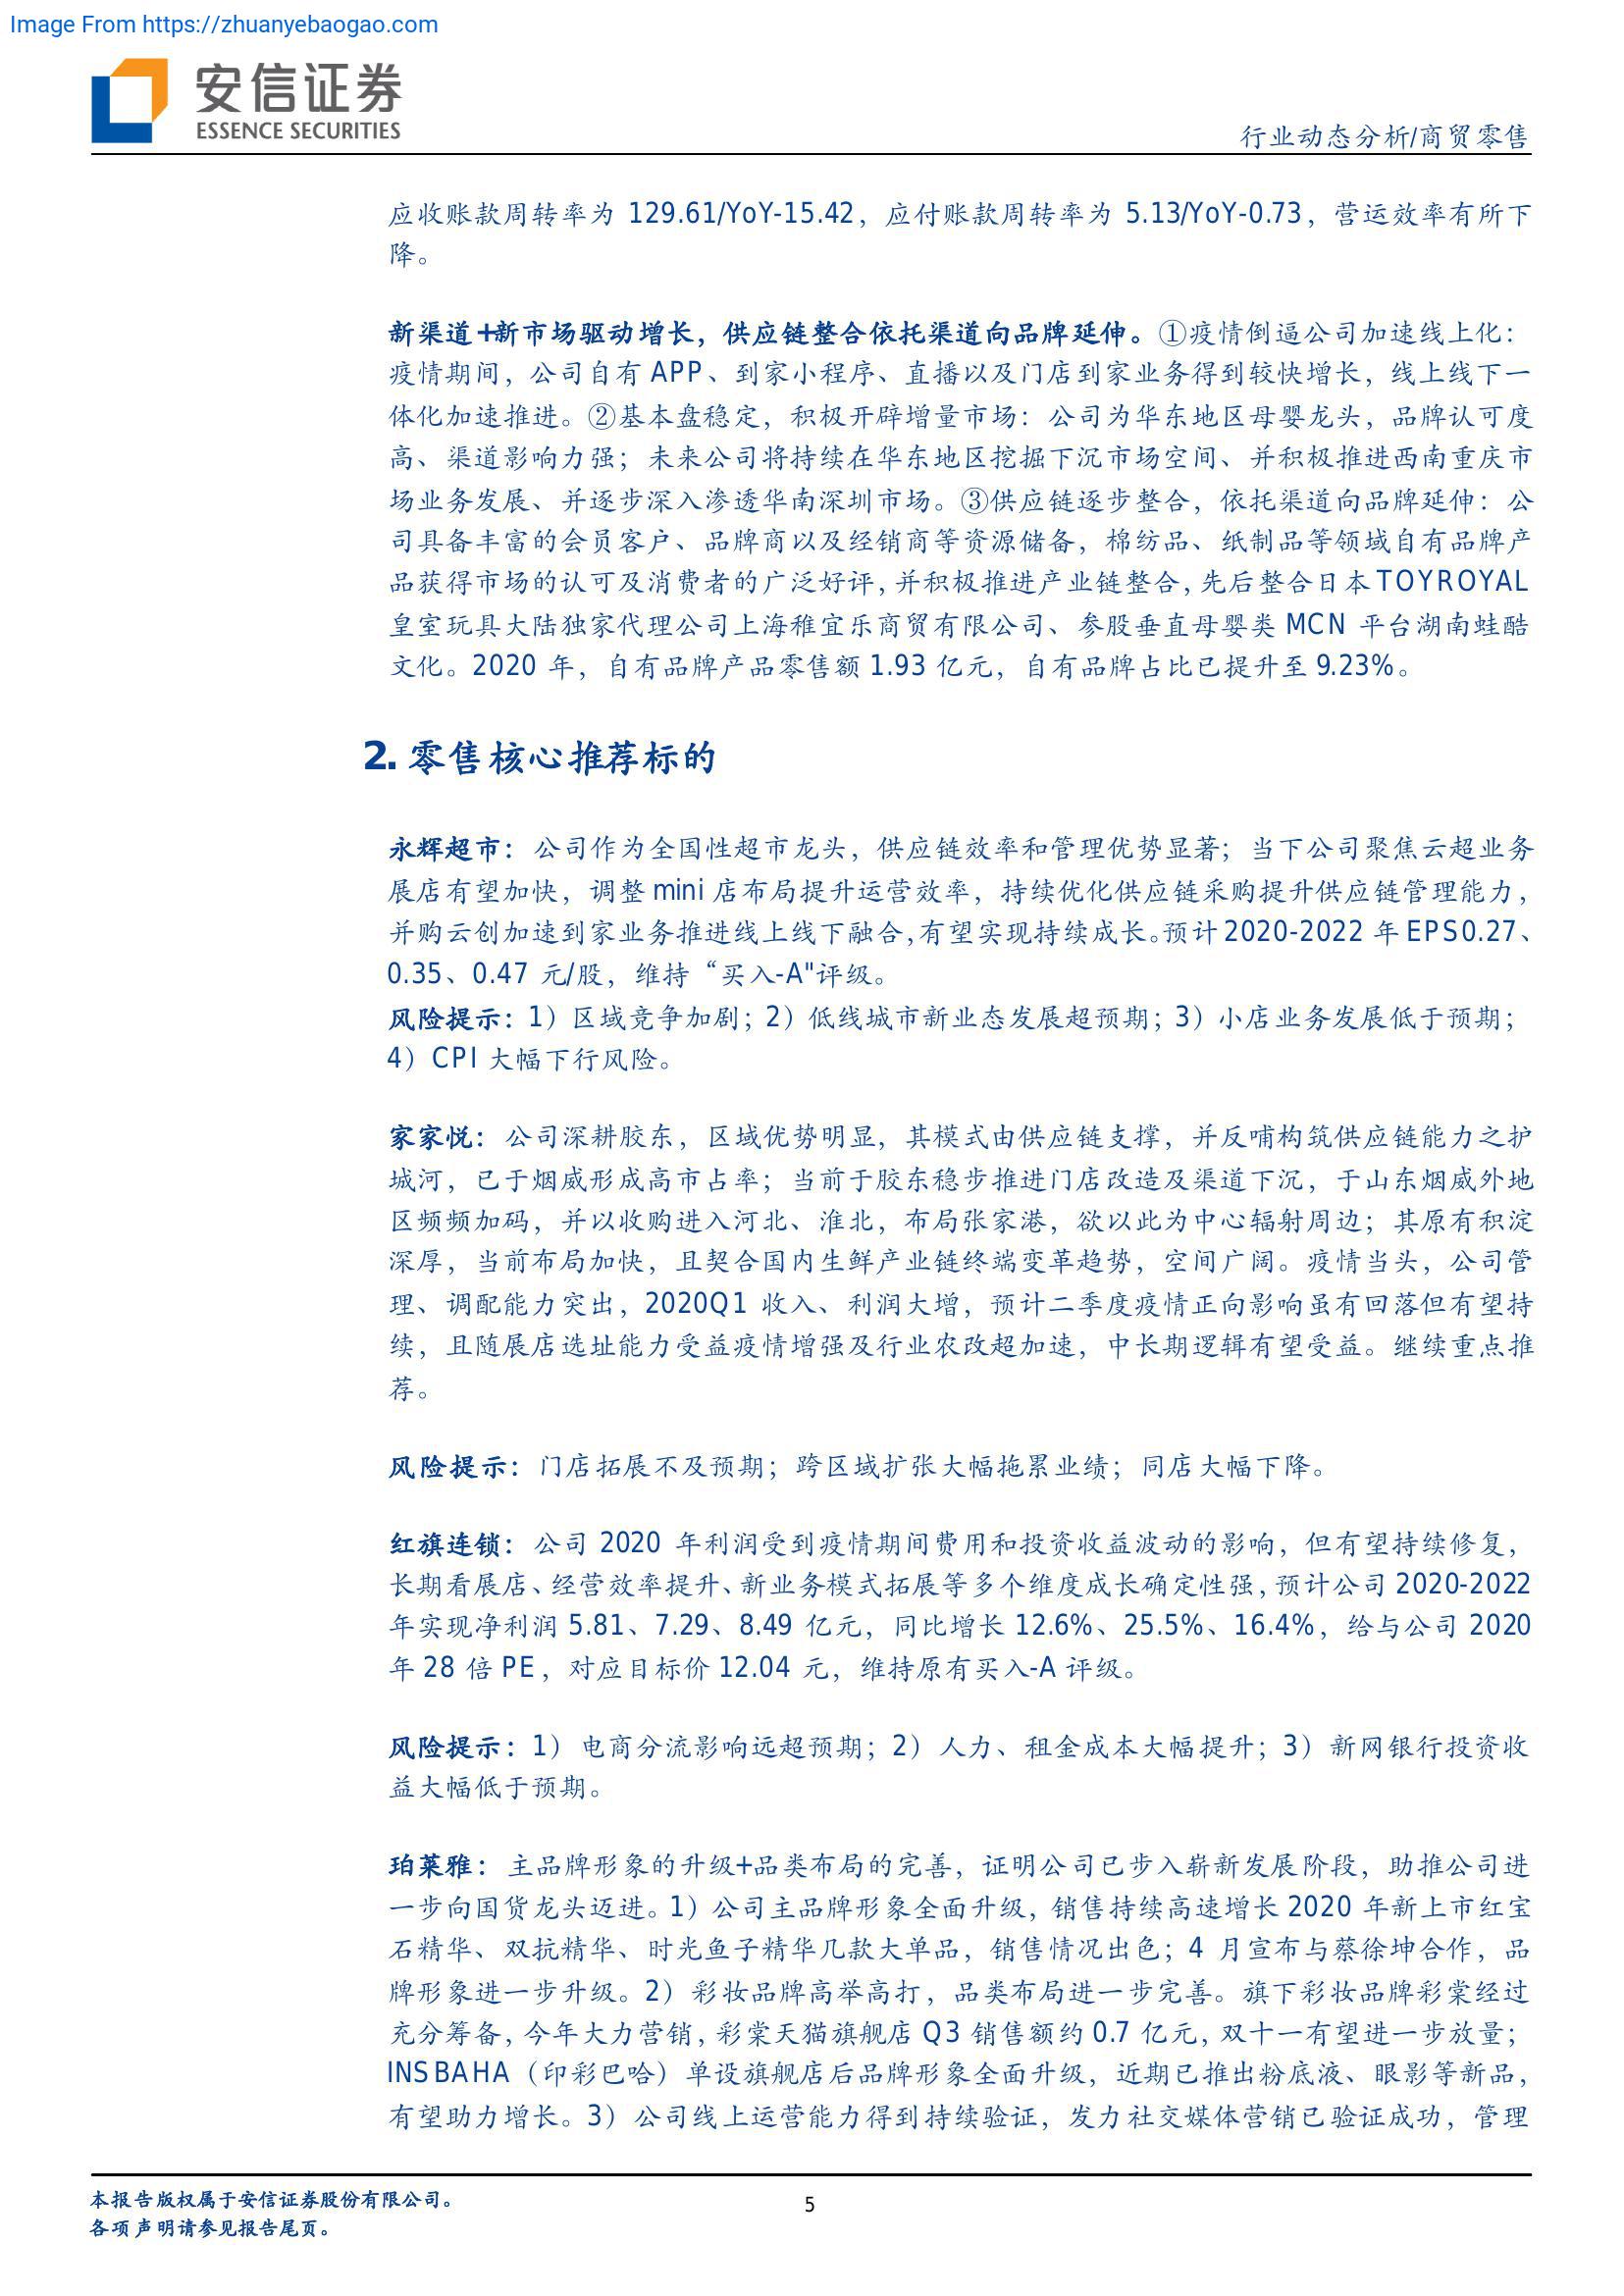 Image From https://zhuanyebaogao.com
安信证券
ESSENCE SECURITIES
行业动态分析/商贸零售
应收账款周转率为 129.61/YoY-15.42，应付账款周转率为 5.13/YoY-0.73，营运效率有所下
降。
新渠道+新市场驱动增长，供应链整合依托渠道向品牌延伸。①疫情倒逼公司加速线上化：
疫情期间，公司自有 APP、到家小程序、直播以及门店到家业务得到较快增长，线上线下一
体化加速推进。②基本盘稳定，积极开辟增量市场：公司为华东地区母婴龙头，品牌认可度
高、渠道影响力强；未来公司将持续在华东地区挖掘下沉市场空间、并积极推进西南重庆市
场业务发展、并逐步深入渗透华南深圳市场。③供应链逐步整合，依托渠道向品牌延伸：公
司具备丰富的会员客户、品牌商以及经销商等资源储备，棉纺品、纸制品等领域自有品牌产
品获得市场的认可及消费者的广泛好评，并积极推进产业链整合，先后整合日本 TOYROYAL
皇室玩具大陆独家代理公司上海稚宜乐商贸有限公司、参股垂直母婴类 MCN 平台湖南蛙酷
文化。2020 年，自有品牌产品零售额 1.93 亿元，自有品牌占比已提升至 9.23%。
2. 零售核心推荐标的
永辉超市：公司作为全国性超市龙头，供应链效率和管理优势显著；当下公司聚焦云超业务
展店有望加快，调整 mini 店布局提升运营效率，持续优化供应链采购提升供应链管理能力，
并购云创加速到家业务推进线上线下融合，有望实现持续成长。预计 2020-2022 年 EPS0.27、
0.35、0.47 元/股，维持“买入-A"评级。
风险提示：1）区域竞争加剧；2）低线城市新业态发展超预期；3）小店业务发展低于预期；
4）CPI 大幅下行风险。
家家悦：公司深耕胶东，区域优势明显，其模式由供应链支撑，并反哺构筑供应链能力之护
城河，已于烟威形成高市占率；当前于胶东稳步推进门店改造及渠道下沉，于山东烟威外地
区频频加码，并以收购进入河北、淮北，布局张家港，欲以此为中心辐射周边；其原有积淀
深厚，当前布局加快，且契合国内生鲜产业链终端变革趋势，空间广阔。疫情当头，公司管
理、调配能力突出，2020Q1 收入、利润大增，预计二季度疫情正向影响虽有回落但有望持
续，且随展店选址能力受益疫情增强及行业农改超加速，中长期逻辑有望受益。继续重点推
荐。
风险提示：门店拓展不及预期；跨区域扩张大幅拖累业绩；同店大幅下降。
红旗连锁：公司 2020 年利润受到疫情期间费用和投资收益波动的影响，但有望持续修复，
长期看展店、经营效率提升、新业务模式拓展等多个维度成长确定性强，预计公司 2020-2022
年实现净利润 5.81、7.29、8.49 亿元，同比增长 12.6%、25.5%、16.4%，给与公司 2020
年 28 倍 PE，对应目标价 12.04 元，维持原有买入-A 评级。
风险提示：1）电商分流影响远超预期；2）人力、租金成本大幅提升；3）新网银行投资收
益大幅低于预期。
珀莱雅：主品牌形象的升级+品类布局的完善，证明公司已步入崭新发展阶段，助推公司进
一步向国货龙头迈进。1）公司主品牌形象全面升级，销售持续高速增长 2020 年新上市红宝
石精华、双抗精华、时光鱼子精华几款大单品，销售情况出色；4 月宣布与蔡徐坤合作，品
牌形象进一步升级。2）彩妆品牌高举高打，品类布局进一步完善。旗下彩妆品牌彩棠经过
充分筹备，今年大力营销，彩棠天猫旗舰店 Q3 销售额约 0.7 亿元，双十一有望进一步放量；
INSBAHA（印彩巴哈）单设旗舰店后品牌形象全面升级，近期已推出粉底液、眼影等新品，
有望助力增长。3）公司线上运营能力得到持续验证，发力社交媒体营销已验证成功，管理
本报告版权属于安信证券股份有限公司。
5
各项声明请参见报告尾页。